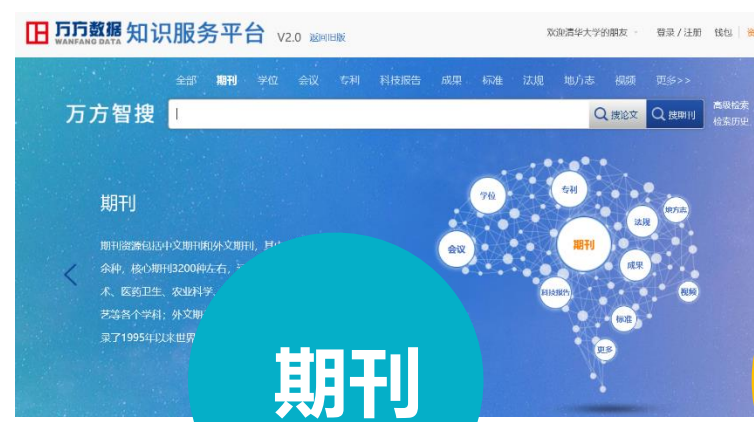 万方数据 知识服务平台 V2.0 返回旧版
WANFANG DATA
欢迎清华大学的朋友 登录 / 注册 钱包
全部 期刊 学位 会议 专利 科技报告 成果 标准 法规 地方志 视频 更多>>
万方智搜 搜论文 搜期刊
高级检索
检索历史
期刊
期刊资源包括中文期刊和外文期刊,其中
余种,核心期刊3200种左右,
术、医药卫生、农业科学、
艺等各个学科;外文期
录了1995年以来世界
学位
专利
地方志
法规
会议
期刊
成果
科技报告
视频
标准
更多
期刊